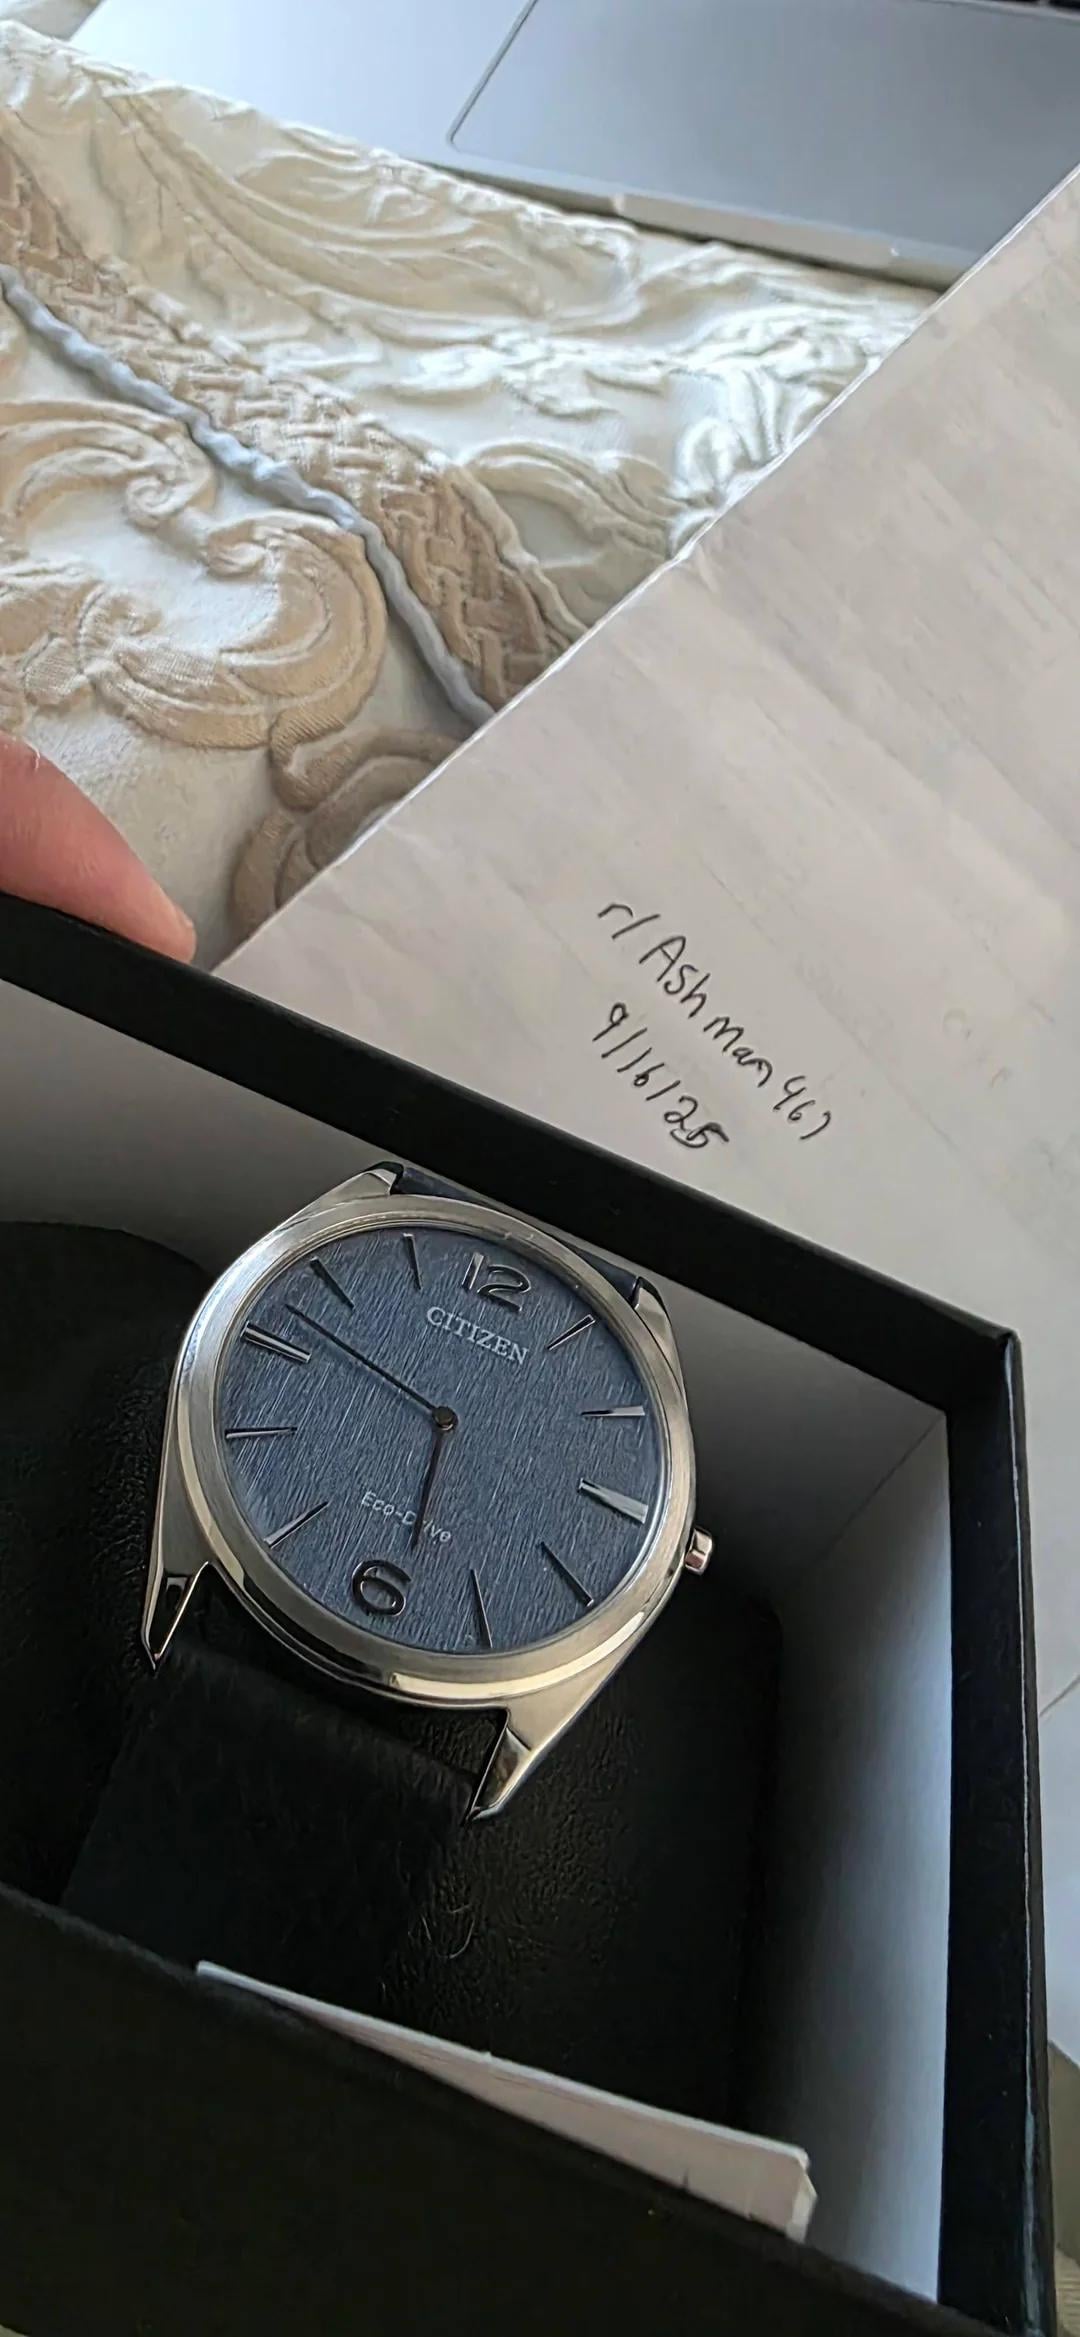 r/Ashman467
9/16/25
12
CITIZEN
Eco-Drive
6